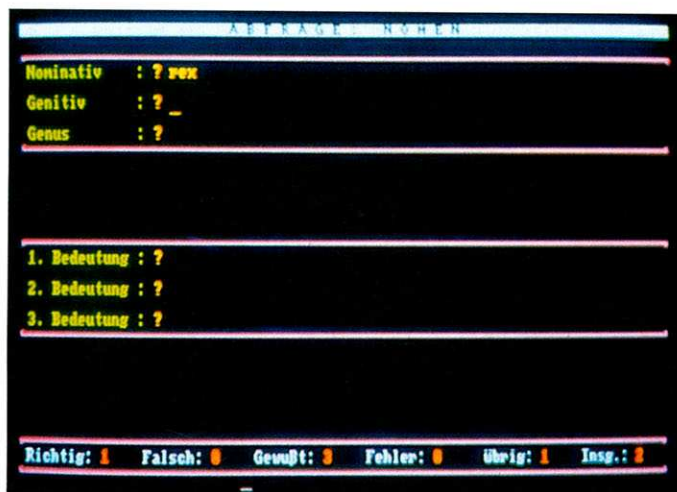 ABFRAGE: NOMEN
Nominativ : ? rex
Genitiv : ? _
Genus : ?
1. Bedeutung : ?
2. Bedeutung : ?
3. Bedeutung : ?
Richtig: 1 Falsch: 0 Gewußt: 3 Fehler: 0 übrig: 1 Insg.: 2